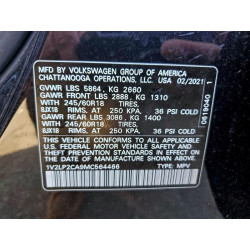 MFD. BY VOLKSWAGEN GROUP OF AMERICA
CHATTANOOGA OPERATIONS, LLC. USA 02/2021
GVWR LBS 5864, KG 2660
GAWR FRONT LBS 2888, KG 1310
WITH 245/60R18 TIRES,
8JX18 RIMS, AT 250 KPA, 36 PSI COLD
GAWR REAR LBS 3086, KG 1400
WITH 245/60R18 TIRES,
8JX18 RIMS, AT 250 KPA, 36 PSI COLD
THIS VEHICLE CONFORMS TO ALL APPLICABLE
U.S. FEDERAL MOTOR VEHICLE SAFETY AND
THEFT PREVENTION STANDARDS IN EFFECT ON
THE DATE OF MANUFACTURE SHOWN ABOVE.
1V2LP2CA9MC564466 TYPE: MPV
0619040 1